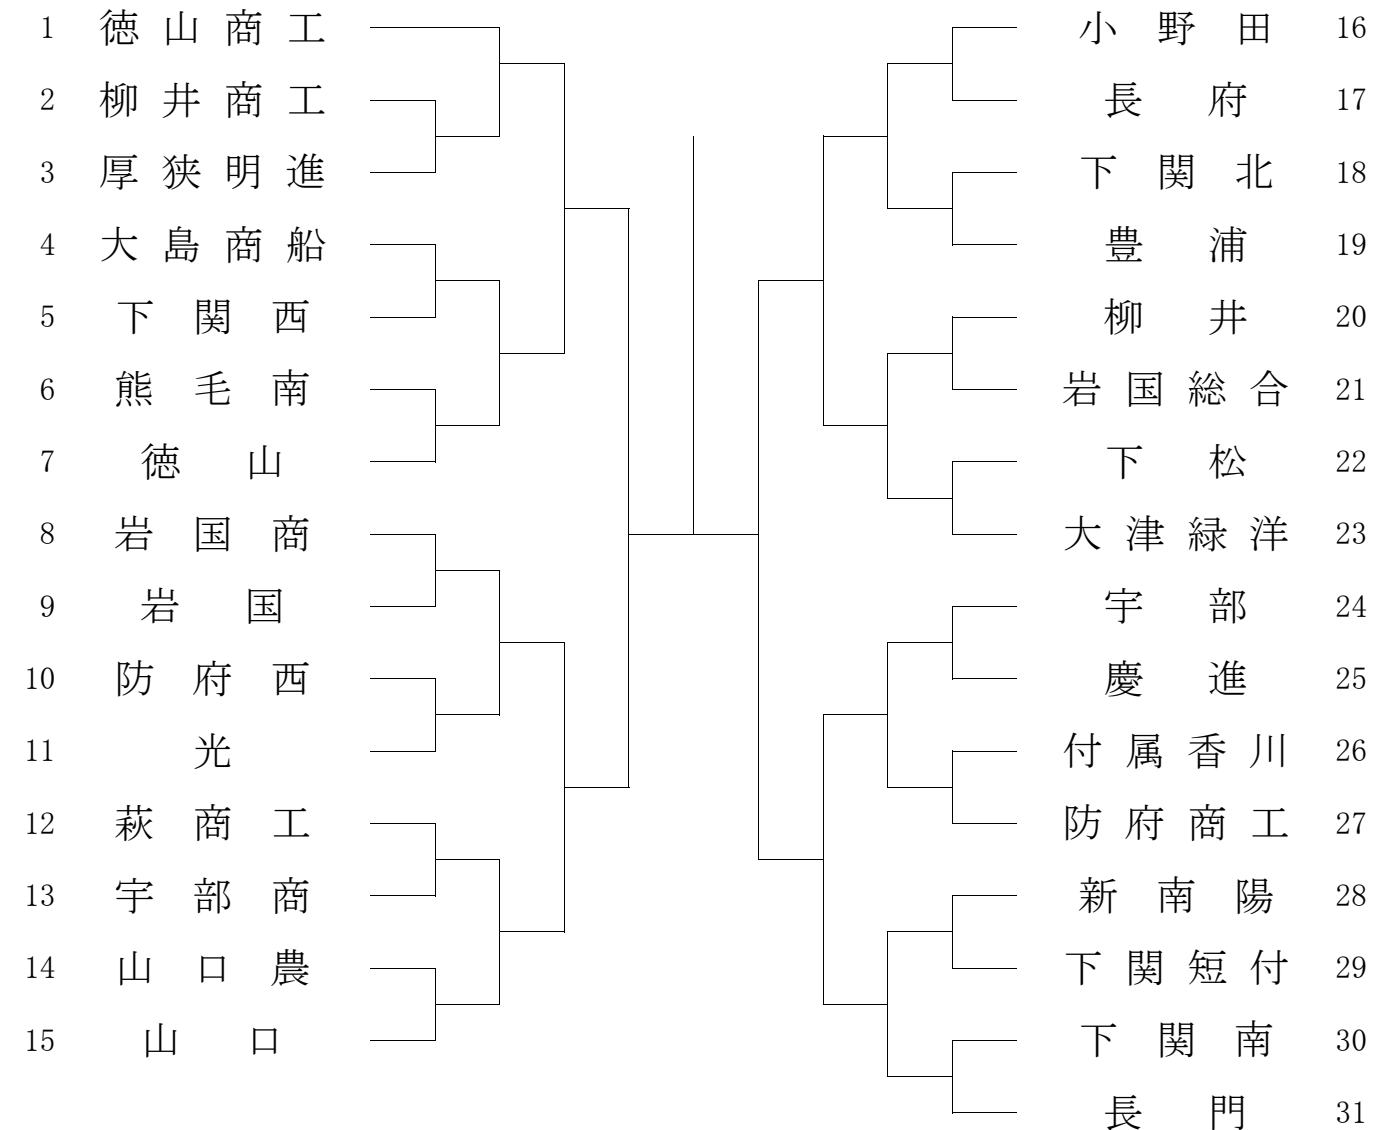 1 徳山商工
2 柳井商工
3 厚狭明進
4 大島商船
5 下関西
6 熊毛南
7 徳山
8 岩国商
9 岩国
10 防府西
11 光
12 萩商工
13 宇部商
14 山口農
15 山口
小野田 16
長府 17
下関北 18
豊浦 19
柳井 20
岩国総合 21
下松 22
大津緑洋 23
宇部 24
慶進 25
付属香川 26
防府商工 27
新南陽 28
下関短付 29
下関南 30
長門 31